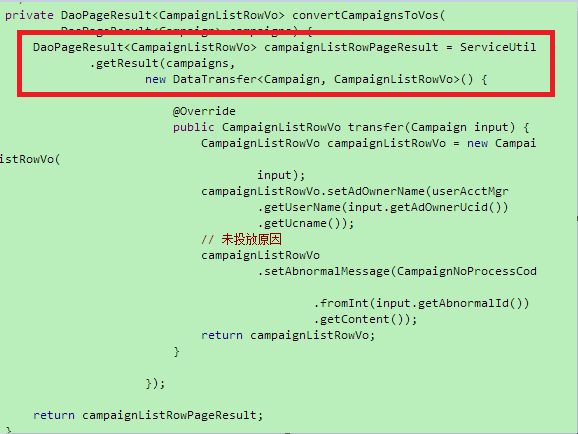 private DaoPageResult<CampaignListRowVo> convertCampaignsToVos(
DaoPageResult<Campaign> campaigns) {
DaoPageResult<CampaignListRowVo> campaignListRowPageResult = ServiceUtil
.getResult(campaigns,
new DataTransfer<Campaign, CampaignListRowVo>() {
@Override
public CampaignListRowVo transfer(Campaign input) {
CampaignListRowVo campaignListRowVo = new Campai
istRowVo(
input);
campaignListRowVo.setAdOwnerName(userAcctMgr
.getUserName(input.getAdOwnerUcid())
.getUcname());
// 未投放原因
campaignListRowVo
.setAbnormalMessage(CampaignNoProcessCod
.fromInt(input.getAbnormalId())
.getContent());
return campaignListRowVo;
}
});
return campaignListRowPageResult;
}